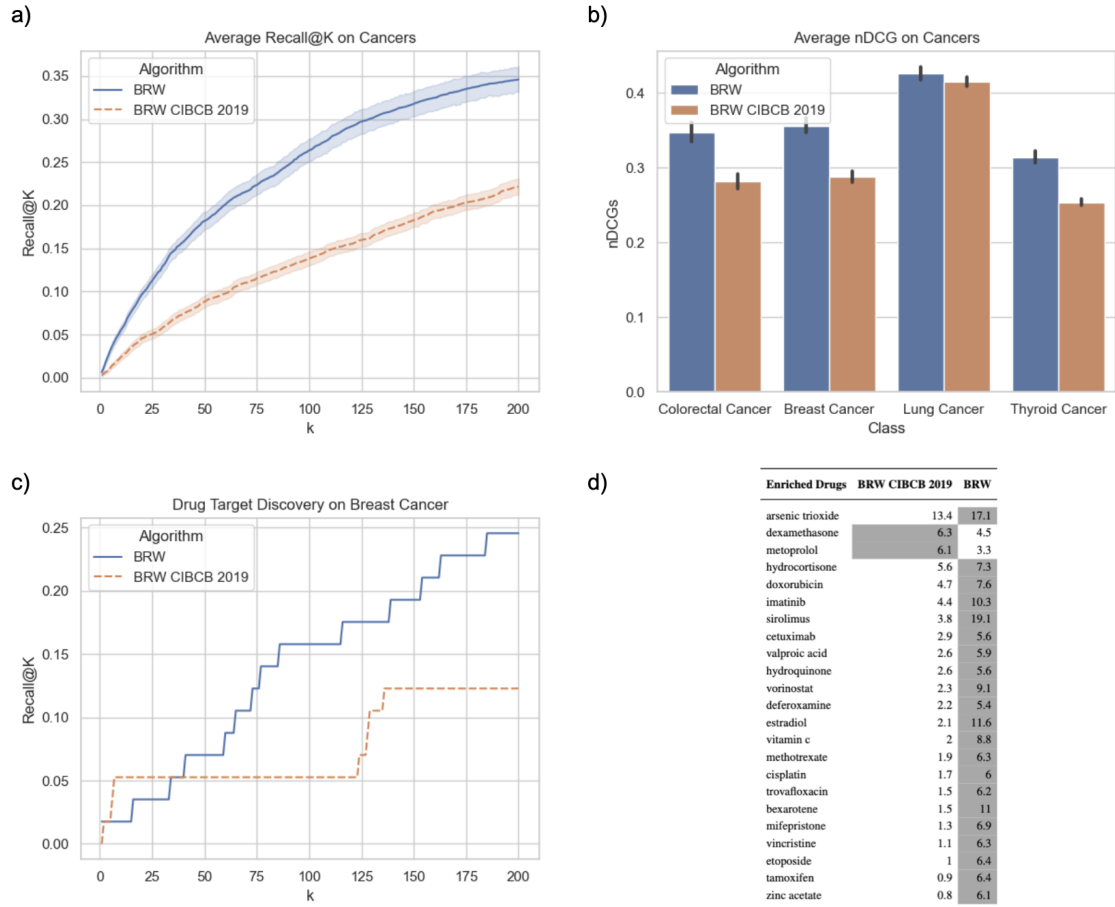 a)
Average Recall@K on Cancers
Algorithm
BRW
BRW CIBCB 2019
Recall@K
0.35
0.30
0.25
0.20
0.15
0.10
0.05
0.00
0 25 50 75 100 125 150 175 200
k
b)
Average nDCG on Cancers
Algorithm
BRW
BRW CIBCB 2019
nDCGs
0.4
0.3
0.2
0.1
0.0
Colorectal Cancer Breast Cancer Lung Cancer Thyroid Cancer
Class
c)
Drug Target Discovery on Breast Cancer
Algorithm
BRW
BRW CIBCB 2019
Recall@K
0.25
0.20
0.15
0.10
0.05
0.00
0 25 50 75 100 125 150 175 200
k
d)
Enriched Drugs BRW CIBCB 2019 BRW
arsenic trioxide 13.4 17.1
dexamethasone 6.3 4.5
metoprolol 6.1 3.3
hydrocortisone 5.6 7.3
doxorubicin 4.7 7.6
imatinib 4.4 10.3
sirolimus 3.8 19.1
cetuximab 2.9 5.6
valproic acid 2.6 5.9
hydroquinone 2.6 5.6
vorinostat 2.3 9.1
deferoxamine 2.2 5.4
estradiol 2.1 11.6
vitamin c 2 8.8
methotrexate 1.9 6.3
cisplatin 1.7 6
trovafloxacin 1.5 6.2
bexarotene 1.5 11
mifepristone 1.3 6.9
vincristine 1.1 6.3
etoposide 1 6.4
tamoxifen 0.9 6.4
zinc acetate 0.8 6.1